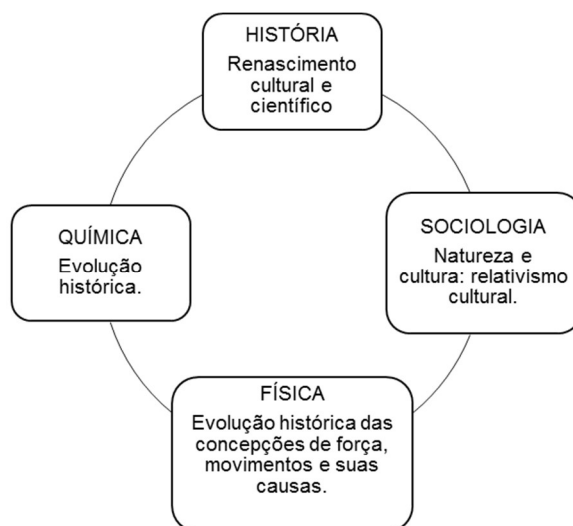 HISTÓRIA
Renascimento
cultural e
científico
QUÍMICA
Evolução
histórica.
SOCIOLOGIA
Natureza e
cultura: relativismo
cultural.
FÍSICA
Evolução histórica das
concepções de força,
movimentos e suas
causas.